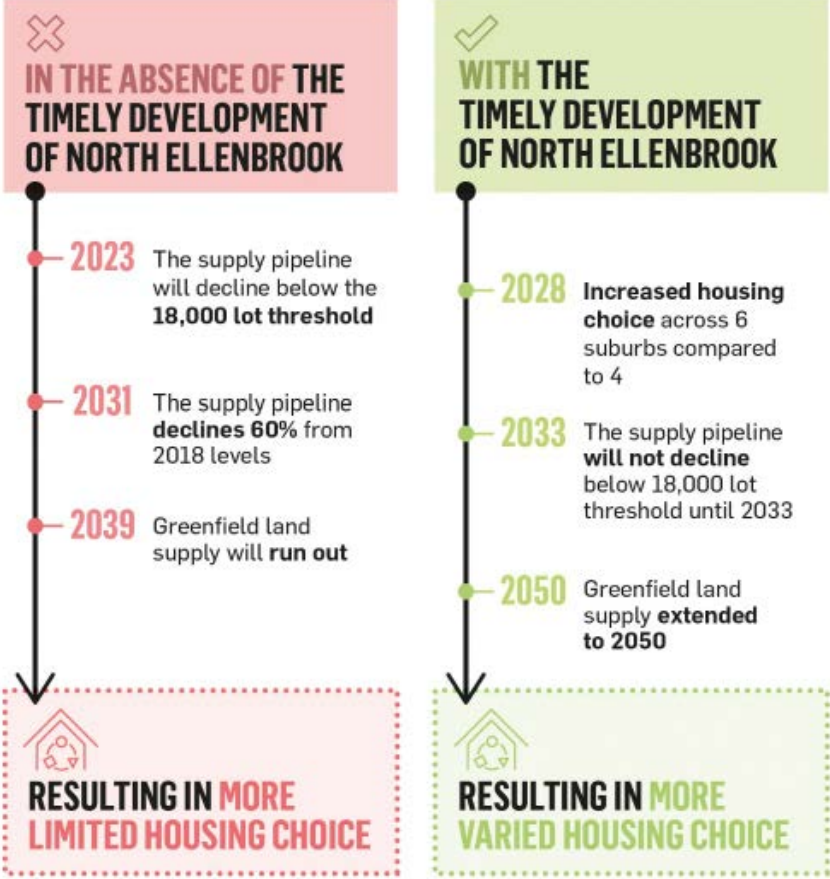 IN THE ABSENCE OF THE
TIMELY DEVELOPMENT
OF NORTH ELLENBROOK
2023 The supply pipeline
will decline below the
18,000 lot threshold
2031 The supply pipeline
declines 60% from
2018 levels
2039 Greenfield land
supply will run out
RESULTING IN MORE
LIMITED HOUSING CHOICE
WITH THE
TIMELY DEVELOPMENT
OF NORTH ELLENBROOK
2028 Increased housing
choice across 6
suburbs compared
to 4
2033 The supply pipeline
will not decline
below 18,000 lot
threshold until 2033
2050 Greenfield land
supply extended
to 2050
RESULTING IN MORE
VARIED HOUSING CHOICE